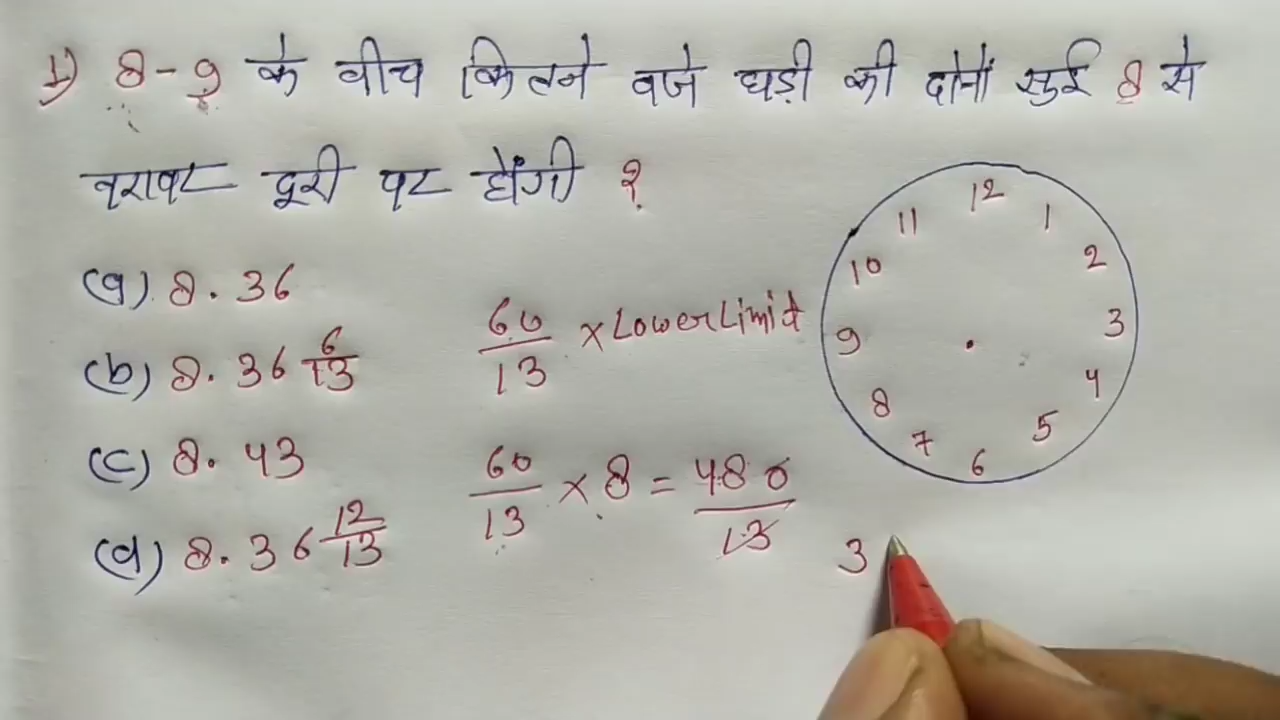 1) 8-9 के बीच कितने बजे घड़ी की दोनों सुई 8 से
बराबर दूरी पर होंगी ?
(a) 8.36
(b) 8.36 6/13
(c) 8.43
(d) 8.36 12/13
60/13 × Lower Limit
60/13 × 8 = 480/13
3
12
1
2
3
4
5
6
7
8
9
10
11